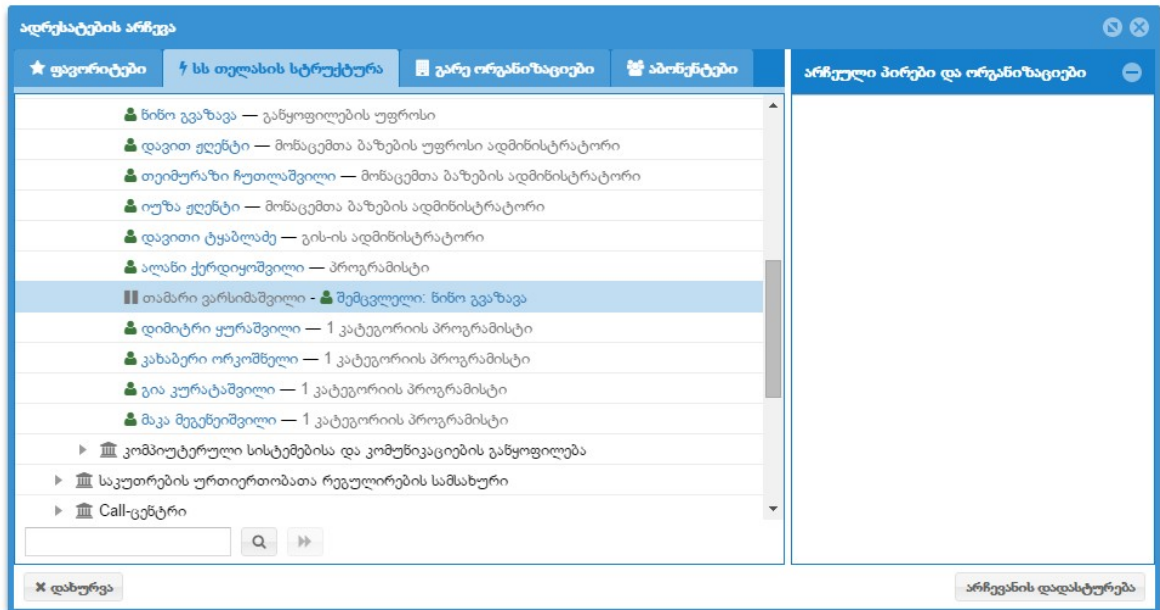 ადრესატების არჩევა
ფავორიტები
სს თელასის სტრუქტურა
გარე ორგანიზაციები
აბონენტები
არჩეული პირები და ორგანიზაციები
ნინო გვაზავა — განყოფილების უფროსი
დავით ჟღენტი — მონაცემთა ბაზების უფროსი ადმინისტრატორი
თეიმურაზი ჩუთლაშვილი — მონაცემთა ბაზების ადმინისტრატორი
იუზა ჟღენტი — მონაცემთა ბაზების ადმინისტრატორი
დავითი ტყაბლაძე — გის-ის ადმინისტრატორი
ალანი ქერდიყოშვილი — პროგრამისტი
თამარი ვარსიმაშვილი - შემცვლელი: ნინო გვაზავა
დიმიტრი ყურაშვილი — 1 კატეგორიის პროგრამისტი
კახაბერი ორკოშნელი — 1 კატეგორიის პროგრამისტი
გია კურატაშვილი — 1 კატეგორიის პროგრამისტი
მაკა მეგენეიშვილი — 1 კატეგორიის პროგრამისტი
კომპიუტერული სისტემებისა და კომუნიკაციების განყოფილება
საკუთრების ურთიერთობათა რეგულირების სამსახური
Call-ცენტრი
დახურვა
არჩევანის დადასტურება